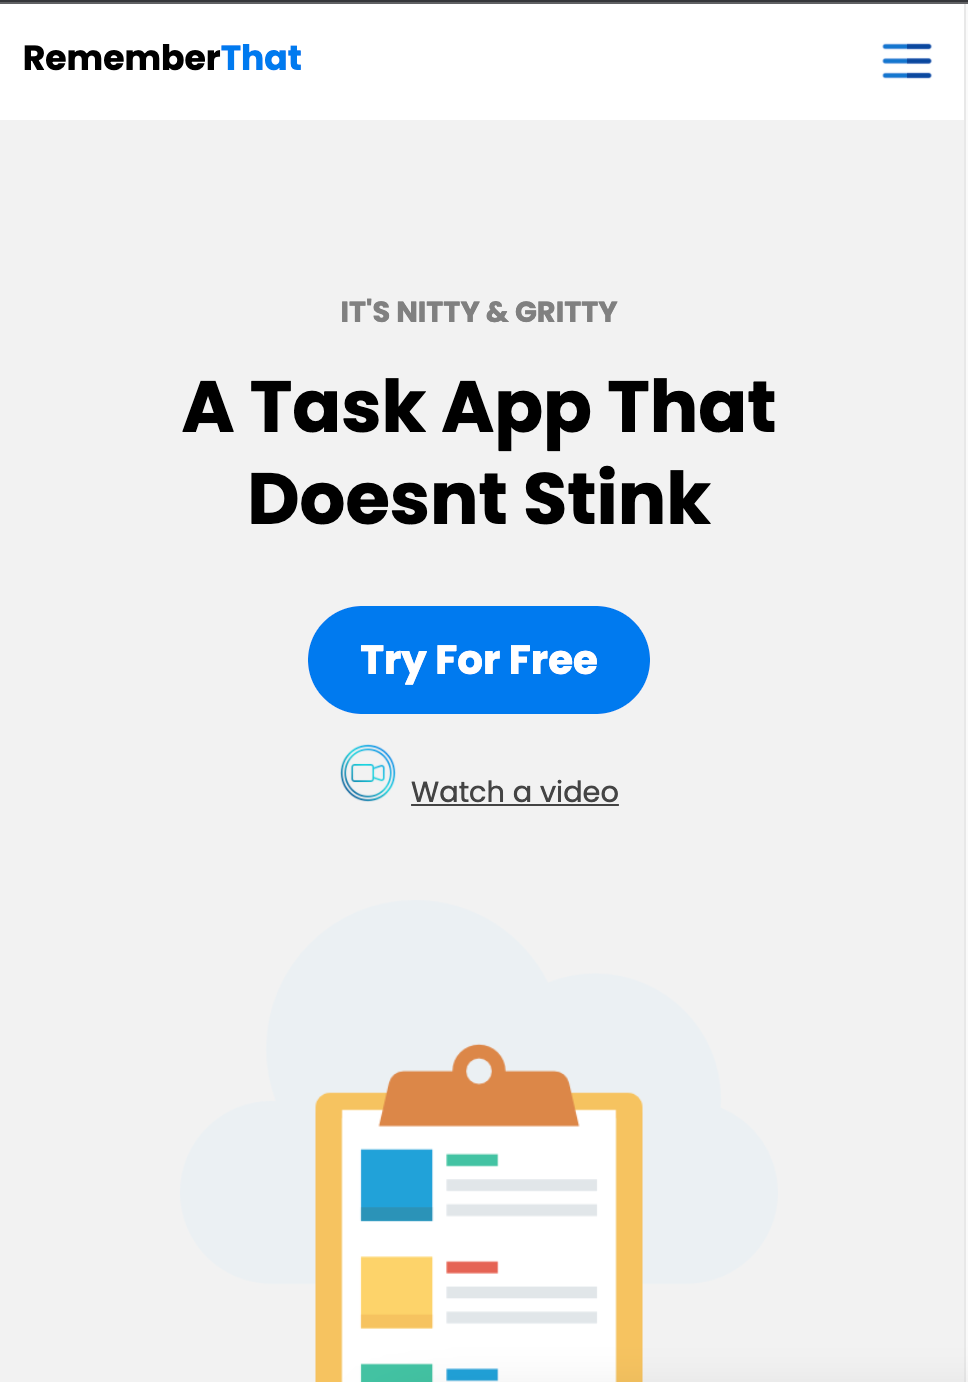 RememberThat
IT'S NITTY & GRITTY
A Task App That
Doesnt Stink
Try For Free
Watch a video